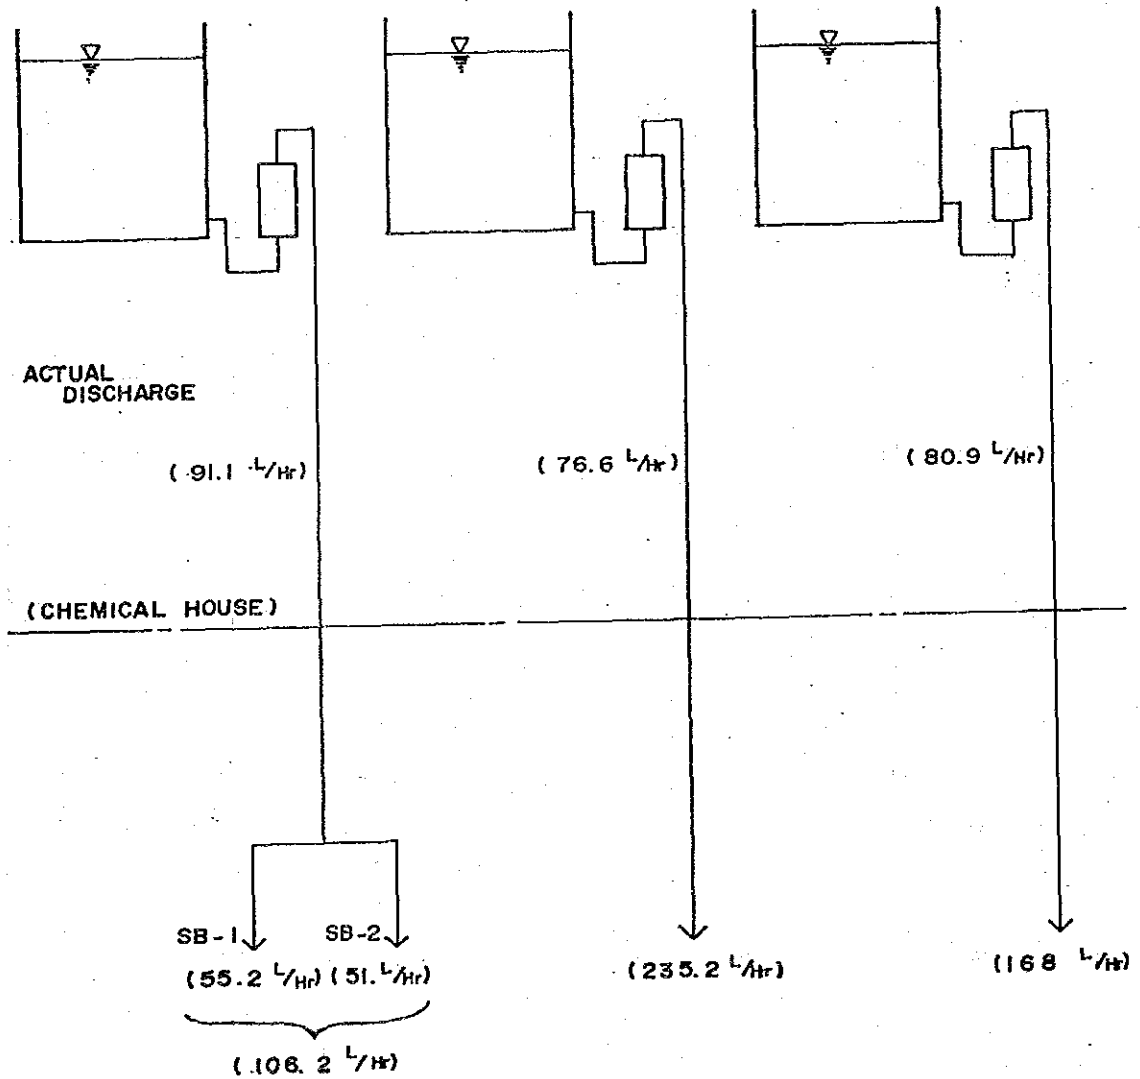 ACTUAL
DISCHARGE
(91.1 L/Hr)
(76.6 L/Hr)
(80.9 L/Hr)
(CHEMICAL HOUSE)
SB-1
SB-2
(55.2 L/Hr)
(51. L/Hr)
(235.2 L/Hr)
(168 L/Hr)
(.106.2 L/Hr)